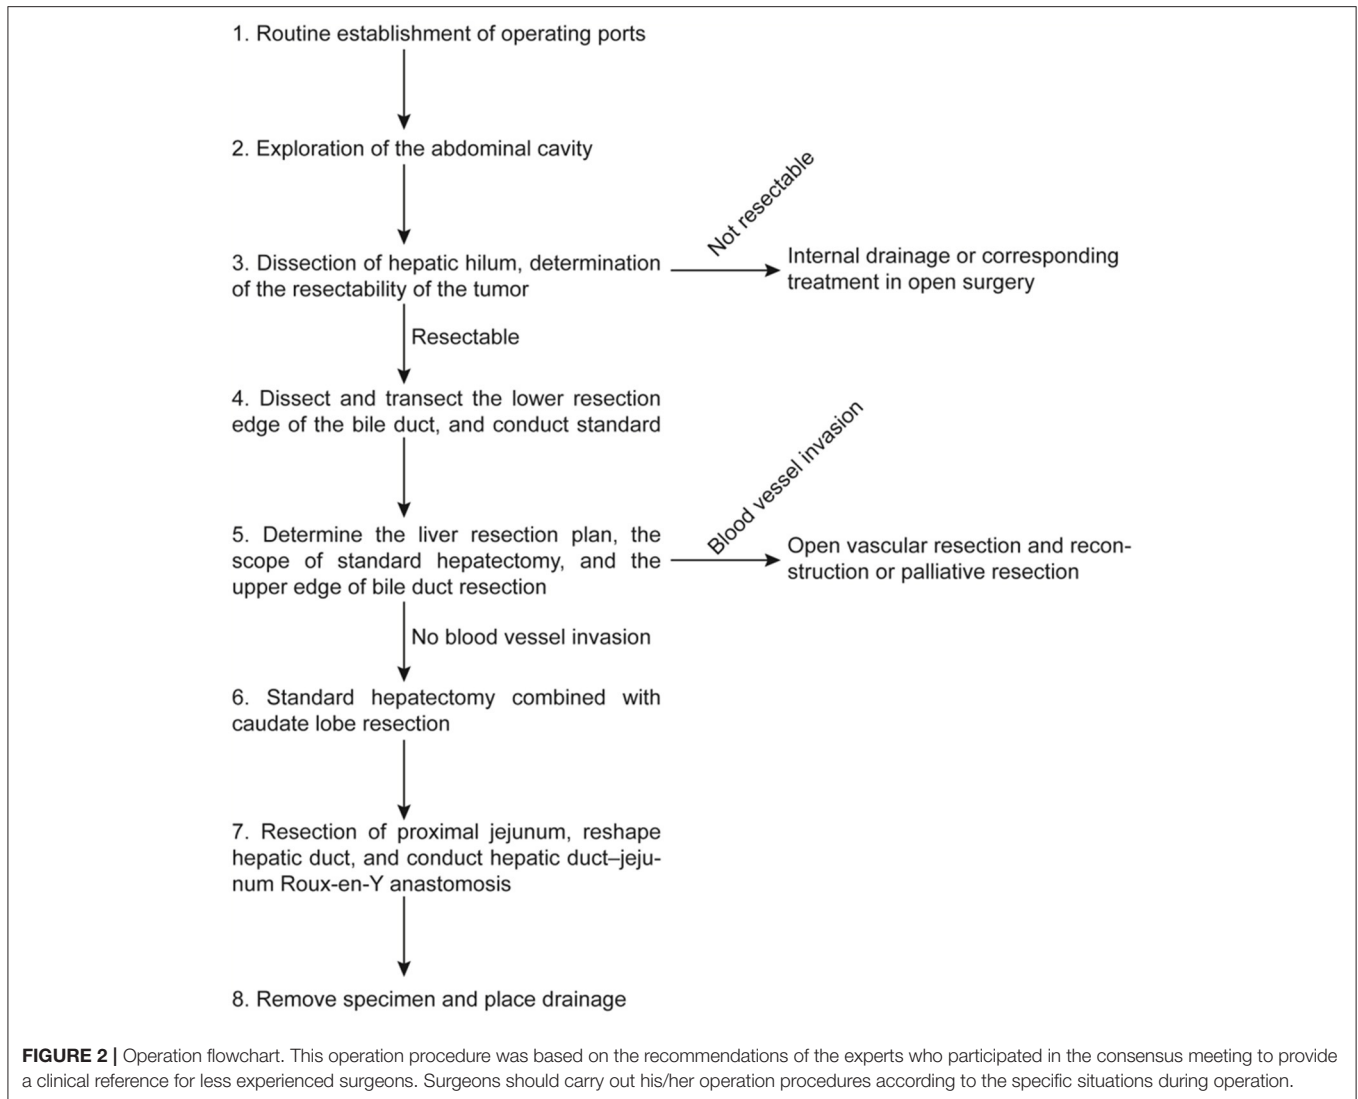 1. Routine establishment of operating ports
2. Exploration of the abdominal cavity
Not resectable
3. Dissection of hepatic hilum, determination
of the resectability of the tumor
Internal drainage or corresponding
treatment in open surgery
Resectable
4. Dissect and transect the lower resection
edge of the bile duct, and conduct standard
Blood vessel invasion
5. Determine the liver resection plan, the
scope of standard hepatectomy, and the
upper edge of bile duct resection
Open vascular resection and recon-
struction or palliative resection
No blood vessel invasion
6. Standard hepatectomy combined with
caudate lobe resection
7. Resection of proximal jejunum, reshape
hepatic duct, and conduct hepatic duct–jeju-
num Roux-en-Y anastomosis
8. Remove specimen and place drainage
FIGURE 2 | Operation flowchart. This operation procedure was based on the recommendations of the experts who participated in the consensus meeting to provide
a clinical reference for less experienced surgeons. Surgeons should carry out his/her operation procedures according to the specific situations during operation.